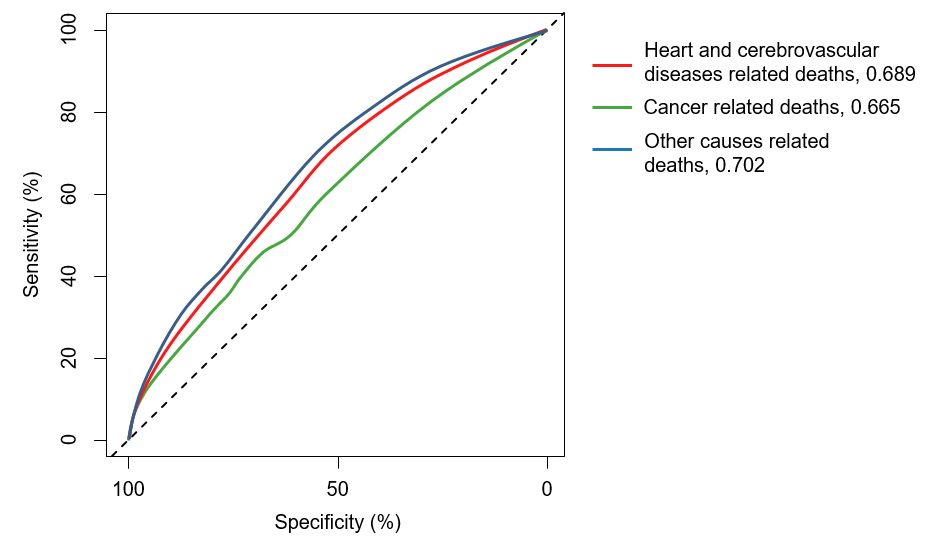 100
80
60
40
20
0
Sensitivity (%)
100
50
0
Specificity (%)
Heart and cerebrovascular
diseases related deaths, 0.689
Cancer related deaths, 0.665
Other causes related
deaths, 0.702